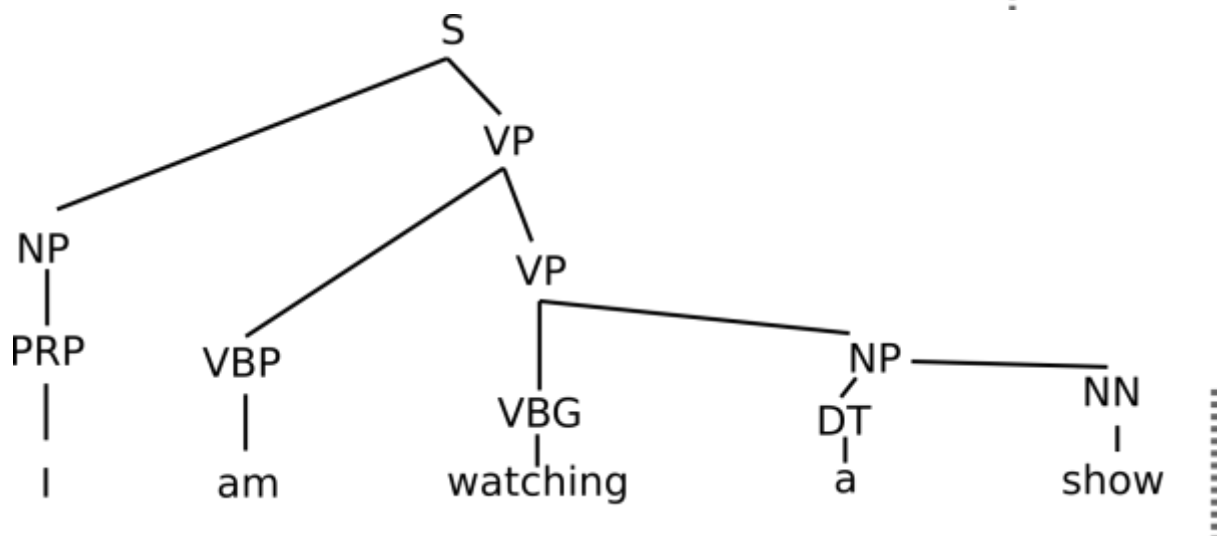 S
VP
NP
VP
PRP VBP NP
NN
VBG DT
I am watching a show